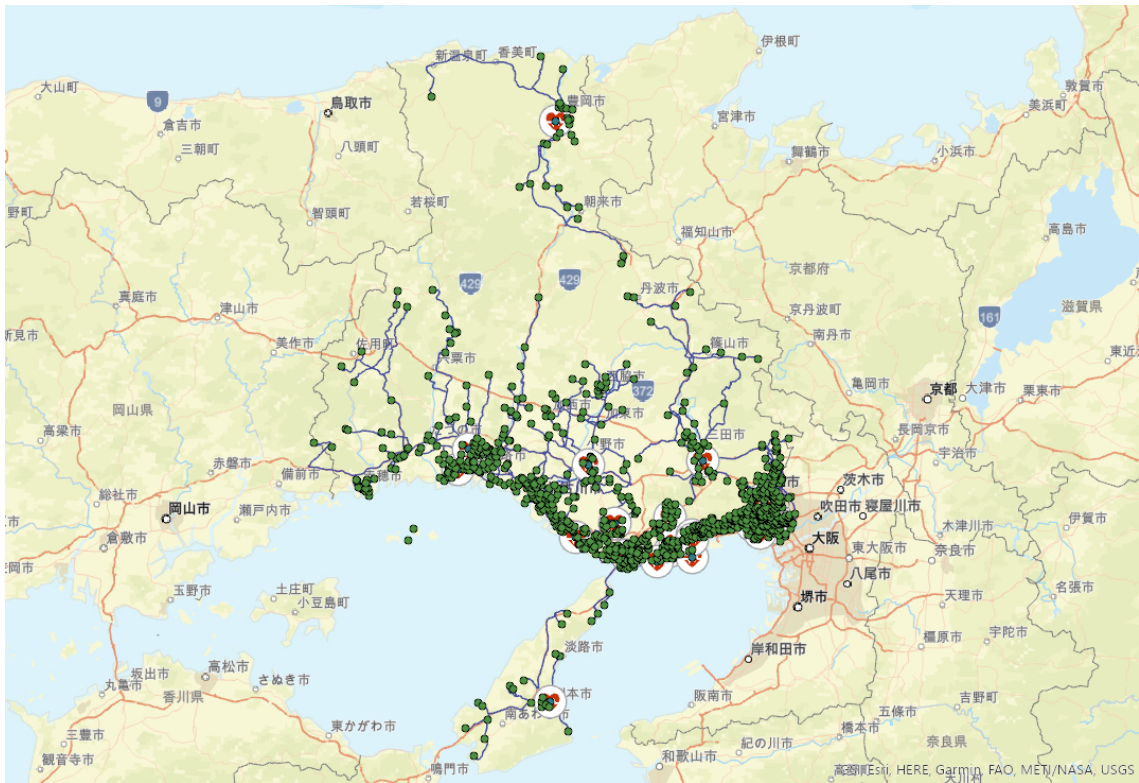 伊根町
香美町
新温泉町
大山町
9
豊岡市
敦賀市
鳥取市
美浜町
倉吉市
宮津市
三朝町
八頭町
舞鶴市
小浜市
野町
智頭町
若桜町
朝来市
高島市
福知山市
京都府
429
429
滋賀県
真庭市
丹波市
京丹波町
津山市
161
新見市
南丹市
美作市
佐用町
篠山市
東近江
372
亀岡市
京都
大津市
栗東市
岡山県
高梁市
三田市
長岡京市
赤磐市
宇治市
備前市
総社市
茨木市
岡山市
瀬戸内市
吹田市
寝屋川市
伊賀市
木津川市
倉敷市
大阪
東大阪市
奈良市
玉野市
土庄町
八尾市
名張市
小豆島町
天理市
堺市
橿原市
宇陀市
淡路市
岸和田市
坂出市
高松市
丸亀市
さぬき市
阪南市
吉野町
香川県
五條市
東かがわ市
橋本市
三豊市
紀の川市
奈良県
観音寺市
鳴門市
和歌山市
Esri, HERE, Garmin, FAO, METI/NASA, USGS